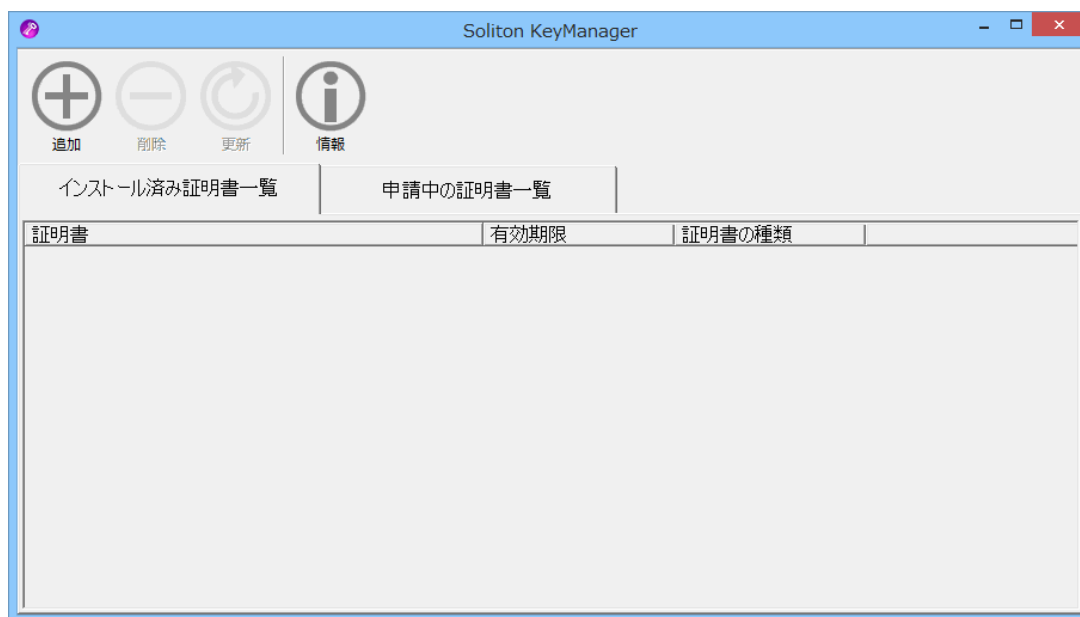 Soliton KeyManager
追加 削除 更新 情報
インストール済み証明書一覧 申請中の証明書一覧
証明書 有効期限 証明書の種類